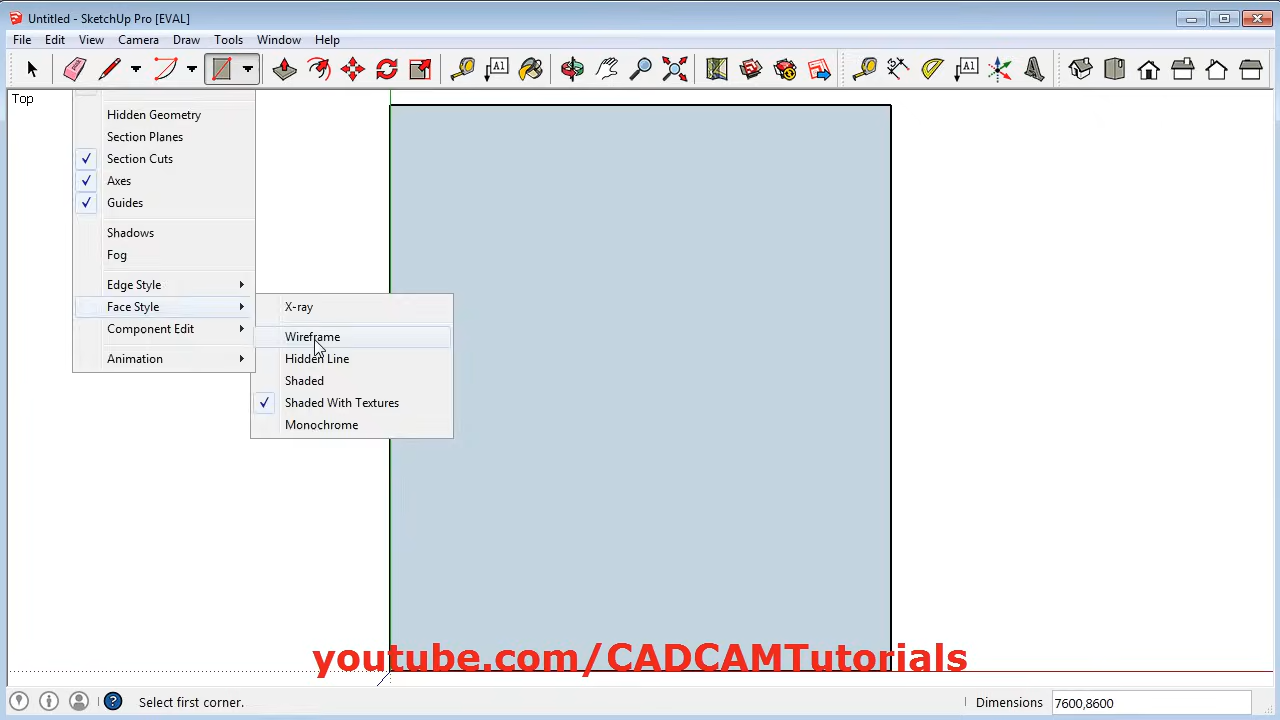 Untitled - SketchUp Pro [EVAL]
File Edit View Camera Draw Tools Window Help
A1
A1
Top
Hidden Geometry
Section Planes
Section Cuts
Axes
Guides
Shadows
Fog
Edge Style
Face Style
Component Edit
Animation
X-ray
Wireframe
Hidden Line
Shaded
Shaded With Textures
Monochrome
youtube.com/CADCAMTutorials
Select first corner.
Dimensions 7600,8600